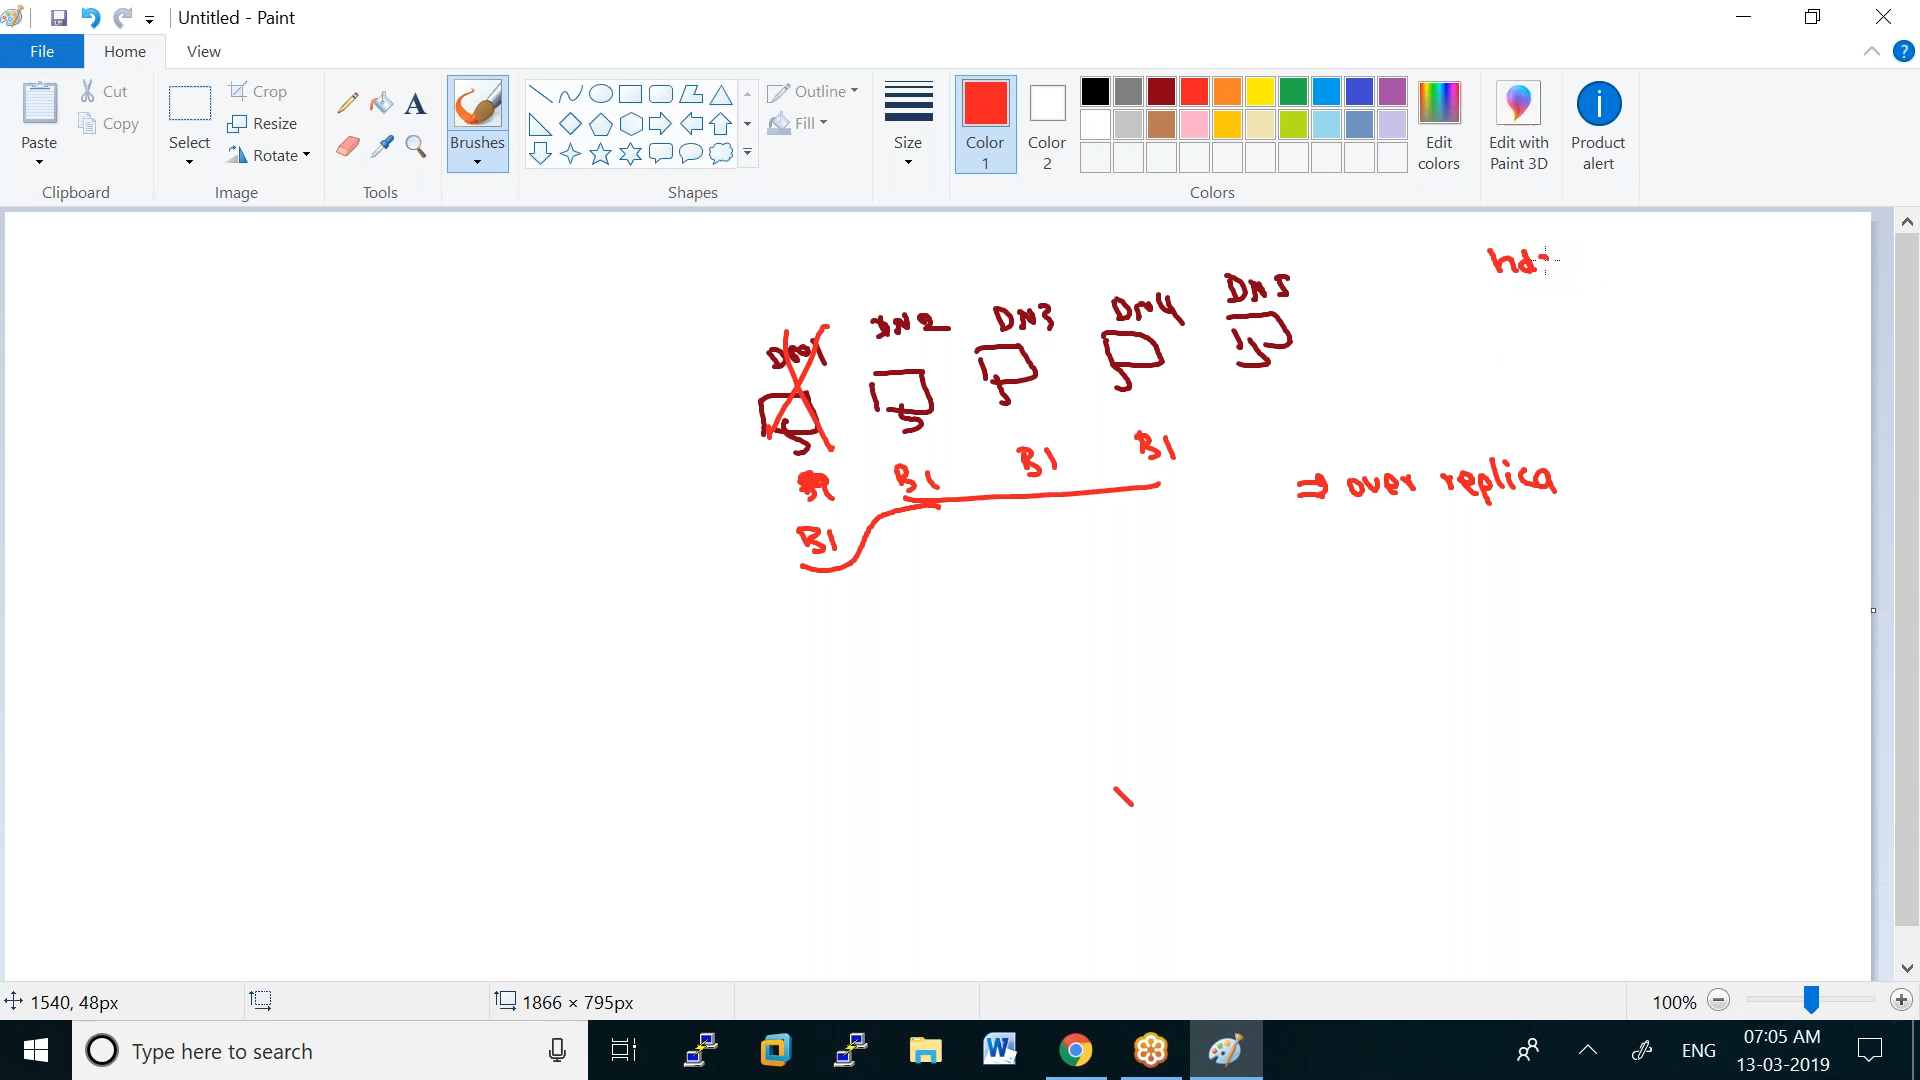 Untitled - Paint
File Home View
Paste
Cut
Copy
Clipboard
Select
Crop
Resize
Rotate
Image
A
Tools
Brushes
Shapes
Outline
Fill
Size
Color 1
Color 2
Colors
Edit colors
Edit with Paint 3D
Product alert
DN1 DN2 DN3 DN4 DN5
B1 B1 B1
B1
⇒ over replica
1540, 48px
1866 × 795px
100%
Type here to search
ENG
07:05 AM
13-03-2019